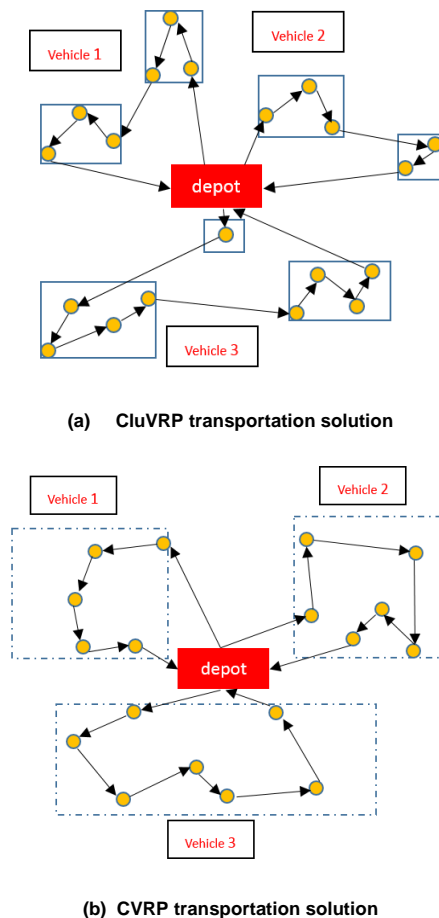 Vehicle 1
Vehicle 2
depot
Vehicle 3
(a) CluVRP transportation solution
Vehicle 1
Vehicle 2
depot
Vehicle 3
(b) CVRP transportation solution